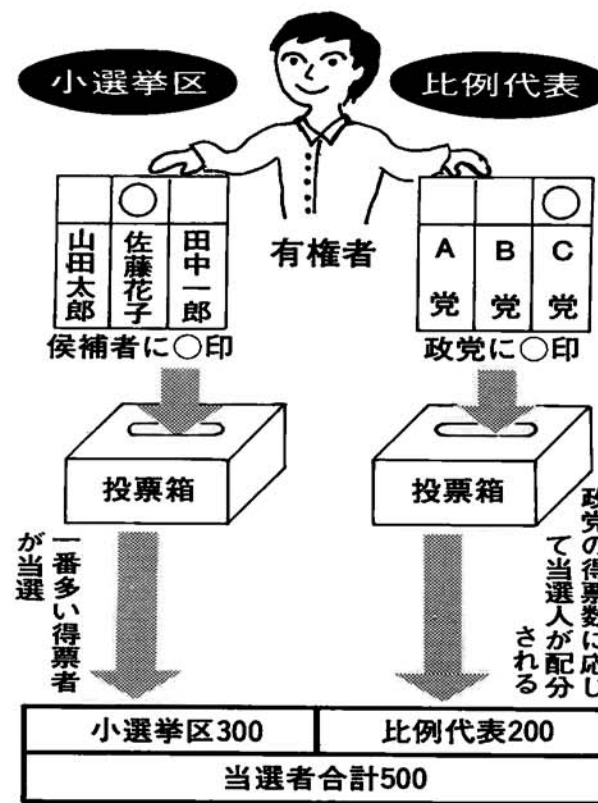 小選挙区
比例代表
有権者
○
山田太郎
佐藤花子
田中一郎
○
A党
B党
C党
候補者に○印
政党に○印
投票箱
投票箱
一番多い得票者
が当選
政党の得票数に応じ
て当選人が配分
される
小選挙区300
比例代表200
当選者合計500